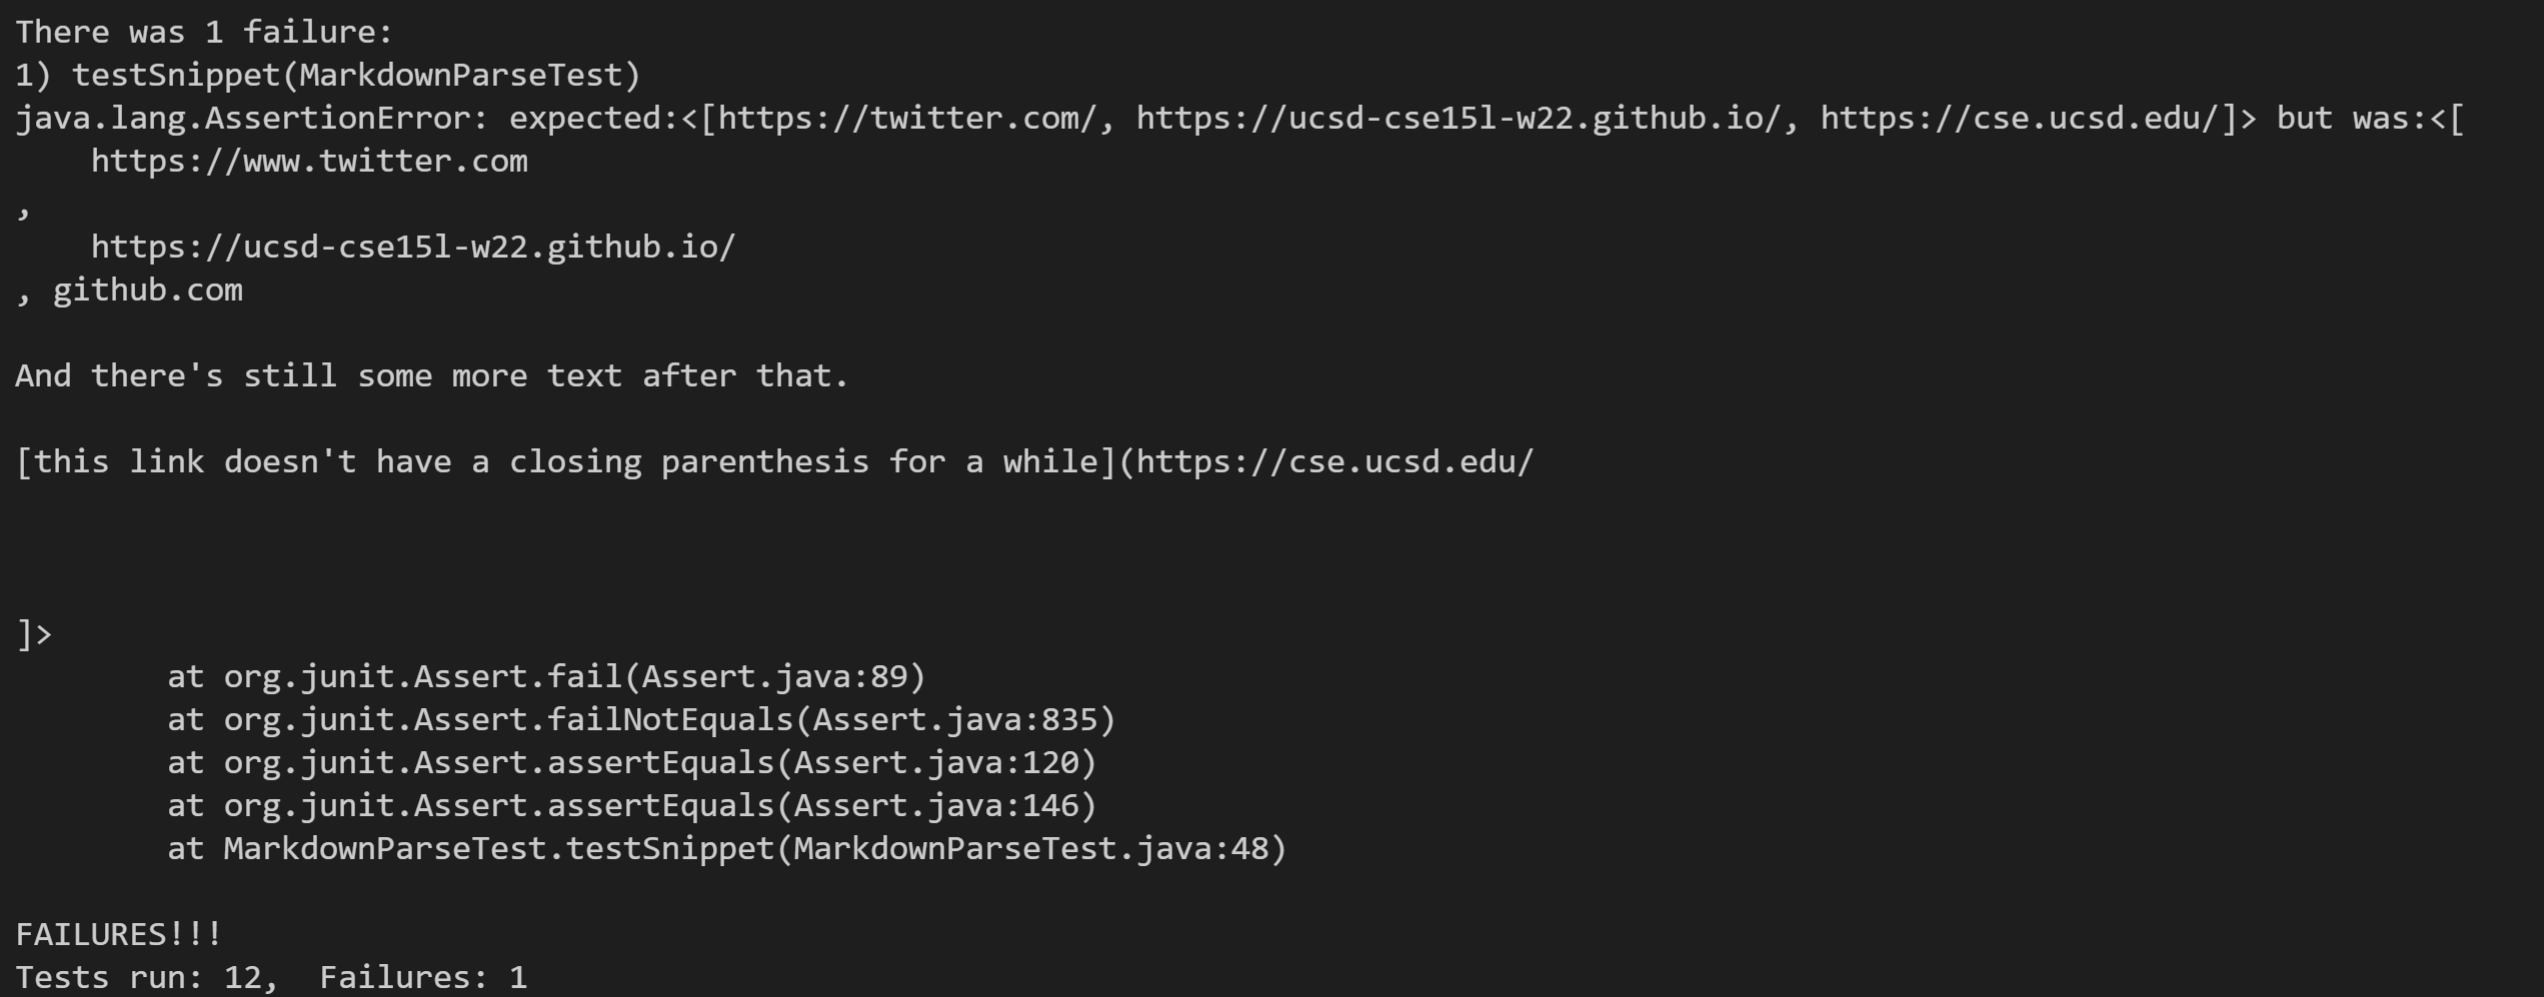 There was 1 failure:
1) testSnippet(MarkdownParseTest)
java.lang.AssertionError: expected:<[https://twitter.com/, https://ucsd-cse15l-w22.github.io/, https://cse.ucsd.edu/]> but was:<[
    https://www.twitter.com
,
    https://ucsd-cse15l-w22.github.io/
, github.com

And there's still some more text after that.

[this link doesn't have a closing parenthesis for a while](https://cse.ucsd.edu/



]>
        at org.junit.Assert.fail(Assert.java:89)
        at org.junit.Assert.failNotEquals(Assert.java:835)
        at org.junit.Assert.assertEquals(Assert.java:120)
        at org.junit.Assert.assertEquals(Assert.java:146)
        at MarkdownParseTest.testSnippet(MarkdownParseTest.java:48)

FAILURES!!!
Tests run: 12,  Failures: 1